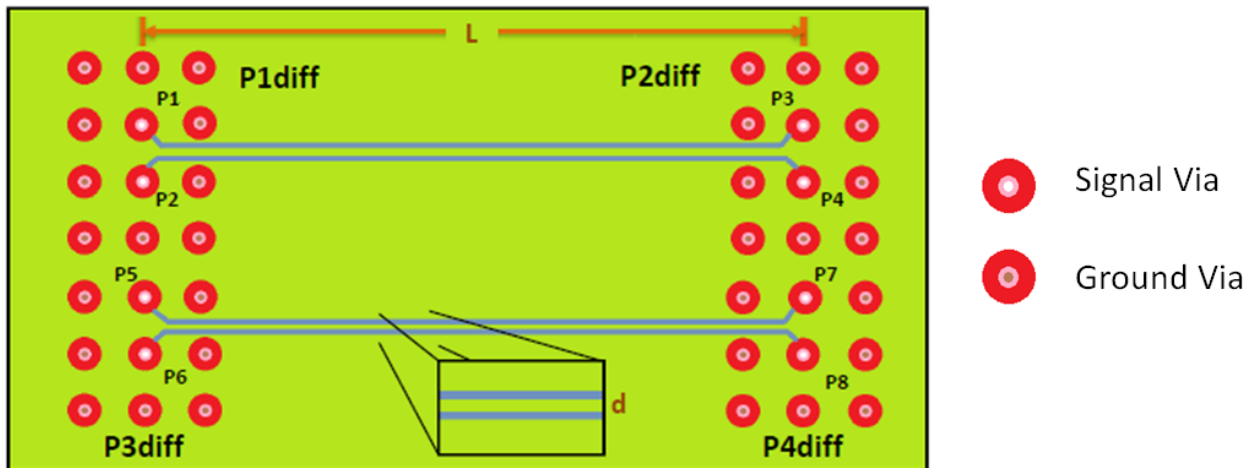 L
P1diff
P2diff
P1
P3
P2
P4
P5
P7
P6
P8
d
P3diff
P4diff
Signal Via
Ground Via